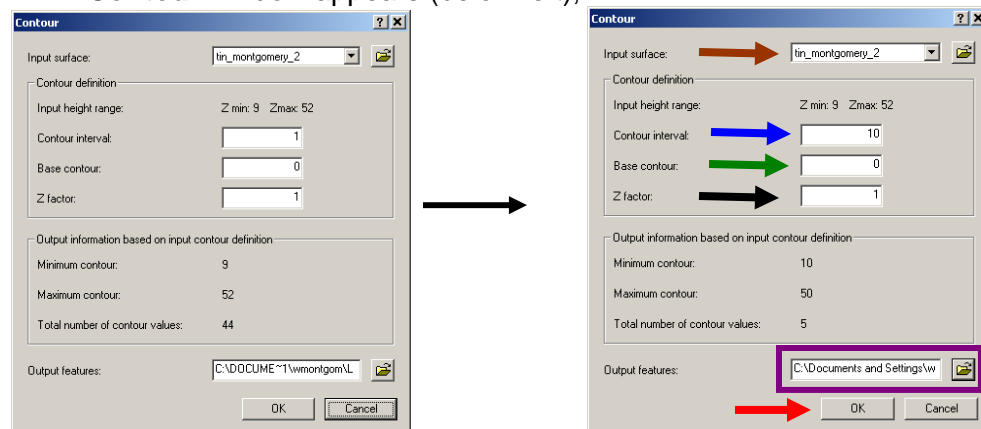 Contour
Input surface: tin_montgomery_2
Contour definition
Input height range: Z min: 9 Zmax: 52
Contour interval: 1
Base contour: 0
Z factor: 1
Output information based on input contour definition
Minimum contour: 9
Maximum contour: 52
Total number of contour values: 44
Output features: C:\DOCUME~1\wmontgom\L
OK Cancel
Contour
Input surface: tin_montgomery_2
Contour definition
Input height range: Z min: 9 Zmax: 52
Contour interval: 10
Base contour: 0
Z factor: 1
Output information based on input contour definition
Minimum contour: 10
Maximum contour: 50
Total number of contour values: 5
Output features: C:\Documents and Settings\w
OK Cancel